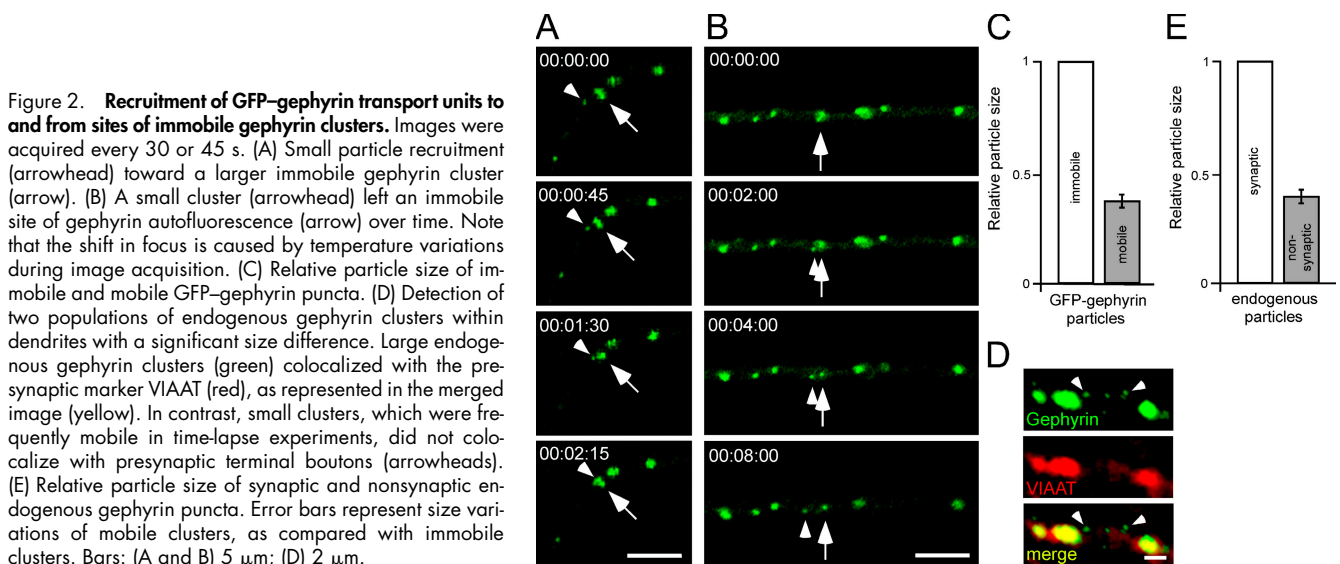 Figure 2. Recruitment of GFP–gephyrin transport units to
and from sites of immobile gephyrin clusters. Images were
acquired every 30 or 45 s. (A) Small particle recruitment
(arrowhead) toward a larger immobile gephyrin cluster
(arrow). (B) A small cluster (arrowhead) left an immobile
site of gephyrin autofluorescence (arrow) over time. Note
that the shift in focus is caused by temperature variations
during image acquisition. (C) Relative particle size of im-
mobile and mobile GFP–gephyrin puncta. (D) Detection of
two populations of endogenous gephyrin clusters within
dendrites with a significant size difference. Large endoge-
nous gephyrin clusters (green) colocalized with the pre-
synaptic marker VIAAT (red), as represented in the merged
image (yellow). In contrast, small clusters, which were fre-
quently mobile in time-lapse experiments, did not colo-
calize with presynaptic terminal boutons (arrowheads).
(E) Relative particle size of synaptic and nonsynaptic en-
dogenous gephyrin puncta. Error bars represent size vari-
ations of mobile clusters, as compared with immobile
clusters. Bars: (A and B) 5 μm; (D) 2 μm.
A
00:00:00
00:00:45
00:01:30
00:02:15
B
00:00:00
00:02:00
00:04:00
00:08:00
C
Relative particle size
1
0.5
0
immobile
mobile
GFP-gephyrin
particles
E
Relative particle size
1
0.5
0
synaptic
non-
synaptic
endogenous
particles
D
Gephyrin
VIAAT
merge